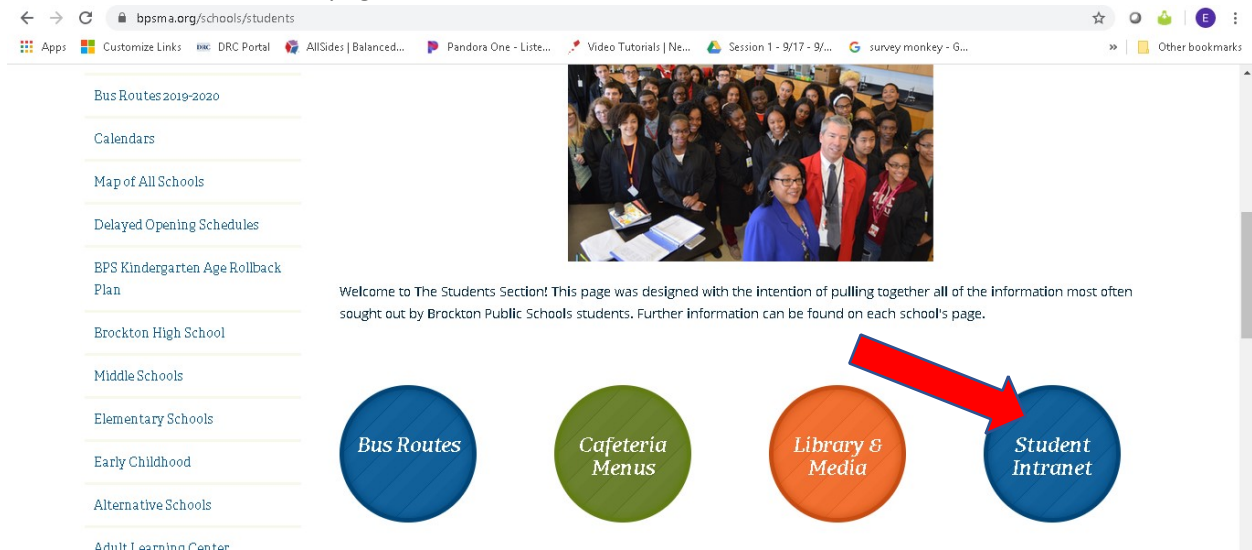 bpsma.org/schools/students
E
Apps Customize Links DRC DRC Portal AllSides | Balanced... Pandora One - Liste... Video Tutorials | Ne... Session 1 - 9/17 - 9/... G survey monkey - G... » Other bookmarks
Bus Routes 2019-2020
Calendars
Map of All Schools
Delayed Opening Schedules
BPS Kindergarten Age Rollback
Plan
Brockton High School
Middle Schools
Elementary Schools
Early Childhood
Alternative Schools
Adult Learning Center
Welcome to The Students Section! This page was designed with the intention of pulling together all of the information most often
sought out by Brockton Public Schools students. Further information can be found on each school's page.
Bus Routes
Cafeteria
Menus
Library &
Media
Student
Intranet